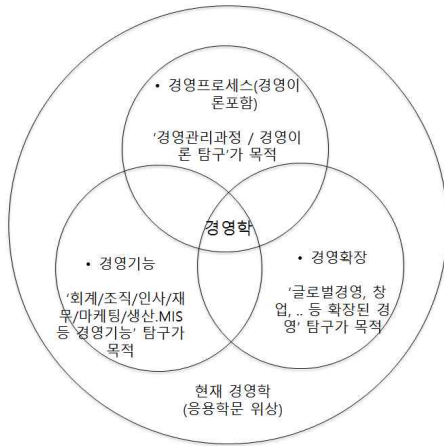 • 경영프로세스(경영이
론포함)
'경영관리과정 / 경영이
론 탐구'가 목적
경영학
• 경영기능
'회계/조직/인사/재
무/마케팅/생산.MIS
등 경영기능' 탐구가
목적
• 경영확장
'글로벌경영, 창
업, .. 등 확장된 경
영' 탐구가 목적
현재 경영학
(응용학문 위상)